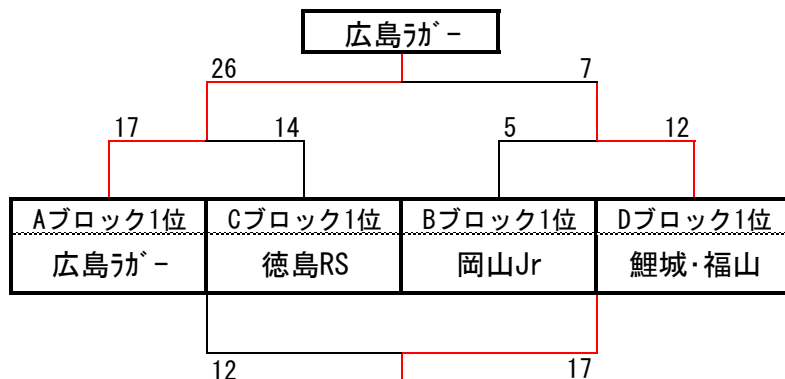 広島ﾗｶﾞｰ
26 7
17 14 5 12
Aブロック1位 Cブロック1位 Bブロック1位 Dブロック1位
広島ﾗｶﾞｰ 徳島RS 岡山Jr 鯉城･福山
12 17